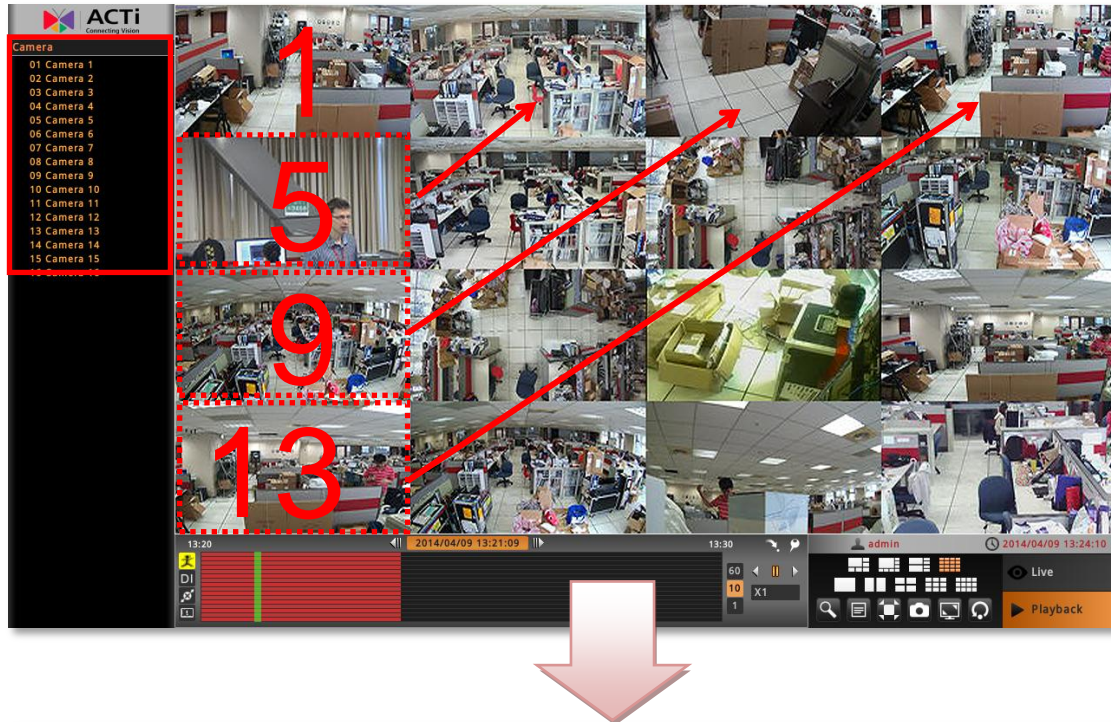 ACTi
Connecting Vision
Camera
01 Camera 1
02 Camera 2
03 Camera 3
04 Camera 4
05 Camera 5
06 Camera 6
07 Camera 7
08 Camera 8
09 Camera 9
10 Camera 10
11 Camera 11
12 Camera 12
13 Camera 13
14 Camera 14
15 Camera 15
16 Camera 16
1
5
9
13
13:20
2014/04/09 13:21:09
13:30
DI
60
10
1
X1
admin
2014/04/09 13:24:10
Live
Playback